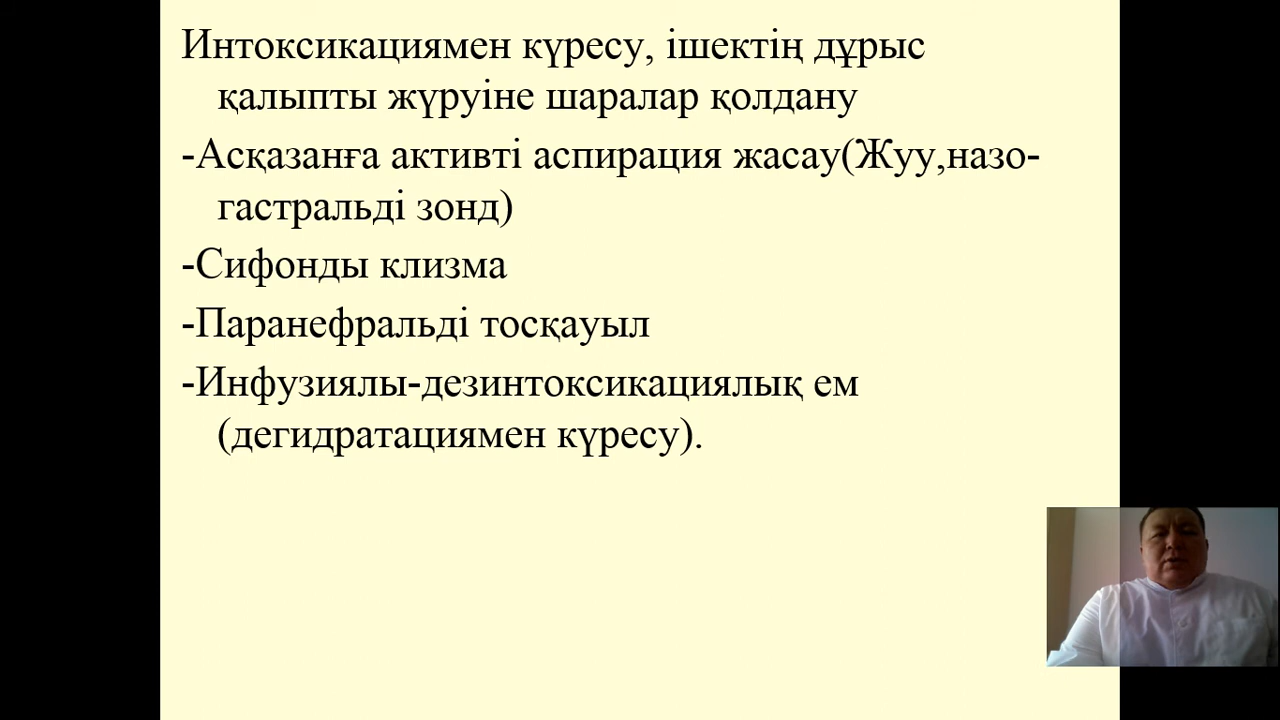 Интоксикациямен күресу, ішектің дұрыс
қалыпты жүруіне шаралар қолдану
-Асқазанға активті аспирация жасау(Жуу,назо-
гастральді зонд)
-Сифонды клизма
-Паранефральді тосқауыл
-Инфузиялы-дезинтоксикациялық ем
(дегидратациямен күресу).